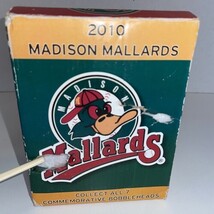 2010
MADISON MALLARDS
MADISON
Mallards
COLLECT ALL 7
COMMEMORATIVE BOBBLEHEADS